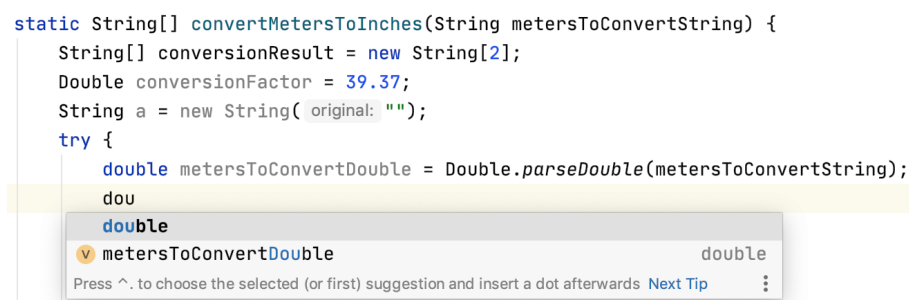 static String[] convertMetersToInches(String metersToConvertString) {
String[] conversionResult = new String[2];
Double conversionFactor = 39.37;
String a = new String( original: "");
try {
double metersToConvertDouble = Double.parseDouble(metersToConvertString);
dou
double
v metersToConvertDouble double
Press ^. to choose the selected (or first) suggestion and insert a dot afterwards Next Tip